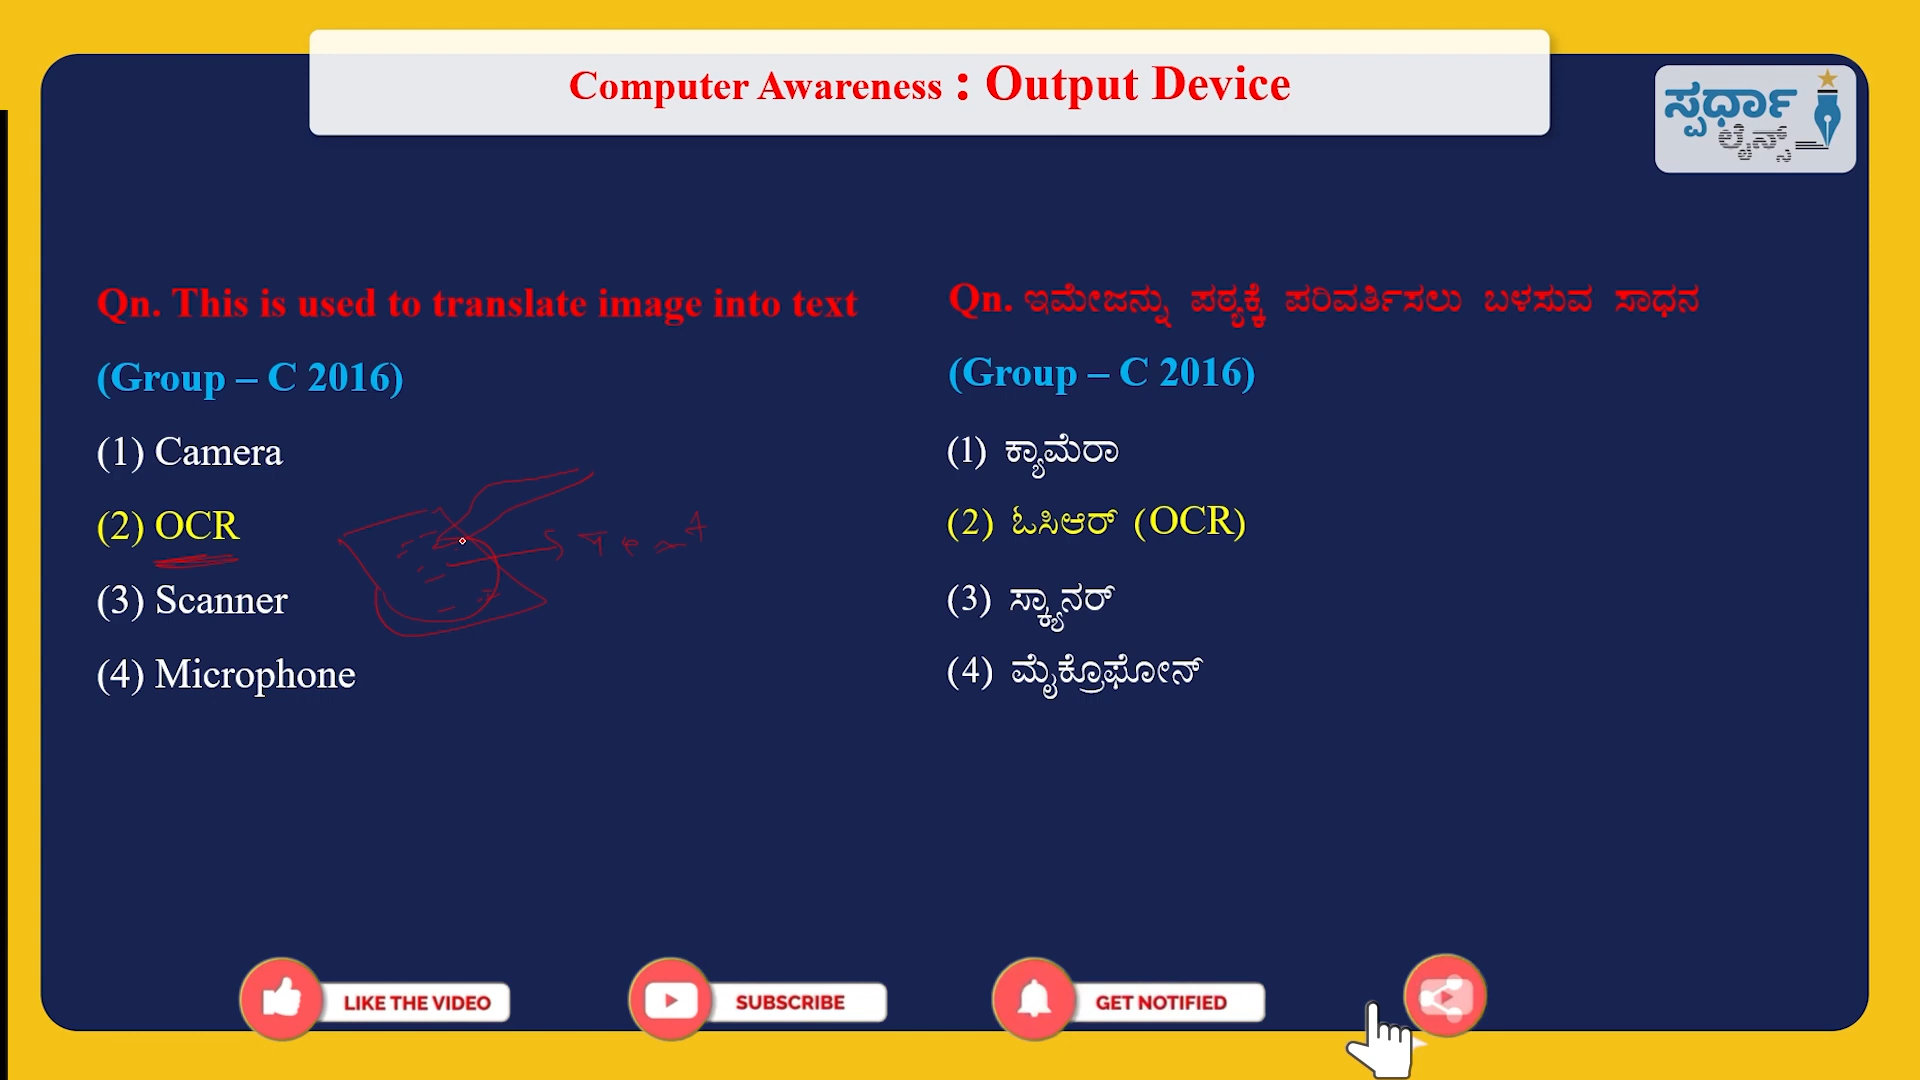 Computer Awareness : Output Device
ಸ್ಪರ್ಧಾ
ಲೈನ್ಸ್
Qn. This is used to translate image into text
(Group – C 2016)
(1) Camera
(2) OCR
(3) Scanner
(4) Microphone
Text
Qn. ಇಮೇಜನ್ನು ಪಠ್ಯಕ್ಕೆ ಪರಿವರ್ತಿಸಲು ಬಳಸುವ ಸಾಧನ
(Group – C 2016)
(1) ಕ್ಯಾಮೆರಾ
(2) ಓಸಿಆರ್ (OCR)
(3) ಸ್ಕ್ಯಾನರ್
(4) ಮೈಕ್ರೊಫೋನ್
LIKE THE VIDEO
SUBSCRIBE
GET NOTIFIED